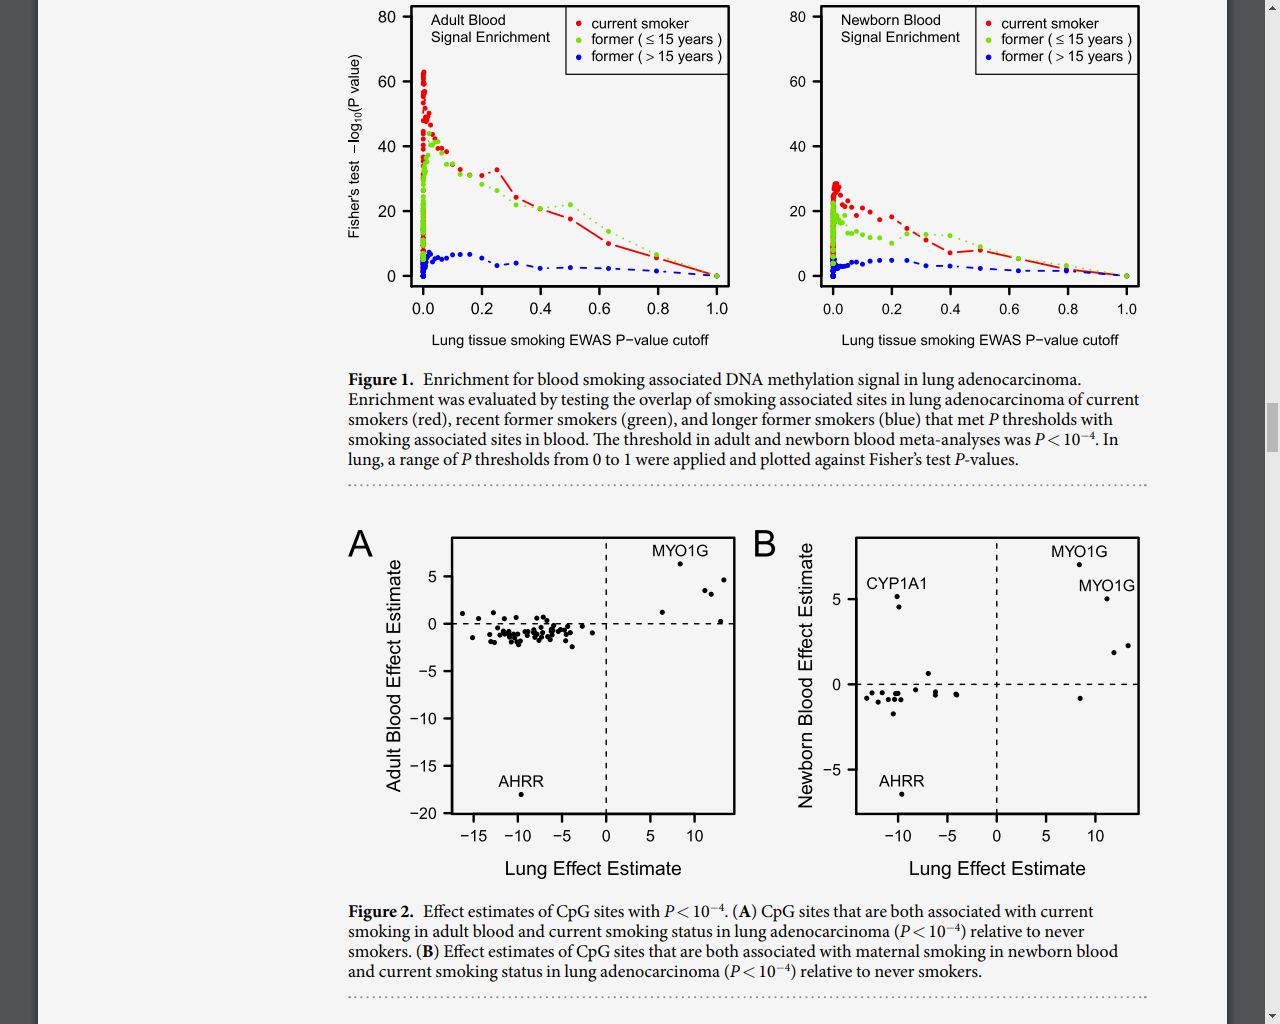 80
60
40
20
0
Fisher's test −log10(P value)
Adult Blood
Signal Enrichment
current smoker
former ( ≤ 15 years )
former ( > 15 years )
0.0 0.2 0.4 0.6 0.8 1.0
Lung tissue smoking EWAS P−value cutoff
80
60
40
20
0
Newborn Blood
Signal Enrichment
current smoker
former ( ≤ 15 years )
former ( > 15 years )
0.0 0.2 0.4 0.6 0.8 1.0
Lung tissue smoking EWAS P−value cutoff
Figure 1. Enrichment for blood smoking associated DNA methylation signal in lung adenocarcinoma.
Enrichment was evaluated by testing the overlap of smoking associated sites in lung adenocarcinoma of current
smokers (red), recent former smokers (green), and longer former smokers (blue) that met P thresholds with
smoking associated sites in blood. The threshold in adult and newborn blood meta-analyses was P < 10−4. In
lung, a range of P thresholds from 0 to 1 were applied and plotted against Fisher's test P-values.
A
Adult Blood Effect Estimate
5
0
−5
−10
−15
−20
MYO1G
AHRR
−15 −10 −5 0 5 10
Lung Effect Estimate
B
Newborn Blood Effect Estimate
5
0
−5
MYO1G
CYP1A1
MYO1G
AHRR
−10 −5 0 5 10
Lung Effect Estimate
Figure 2. Effect estimates of CpG sites with P < 10−4. (A) CpG sites that are both associated with current
smoking in adult blood and current smoking status in lung adenocarcinoma (P < 10−4) relative to never
smokers. (B) Effect estimates of CpG sites that are both associated with maternal smoking in newborn blood
and current smoking status in lung adenocarcinoma (P < 10−4) relative to never smokers.